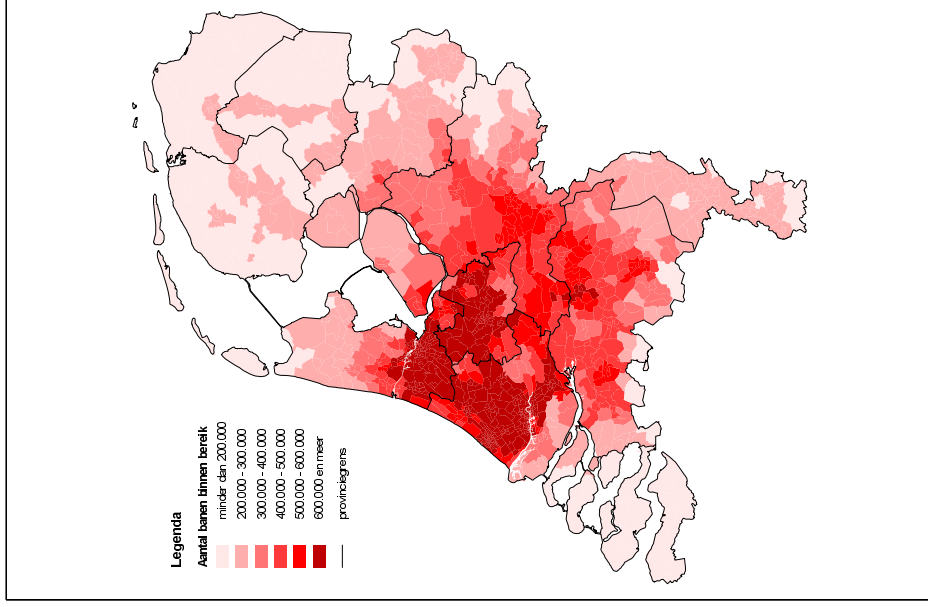 Legenda
Aantal banen binnen bereik
minder dan 200.000
200.000 - 300.000
300.000 - 400.000
400.000 - 500.000
500.000 - 600.000
600.000 en meer
provinciegrens